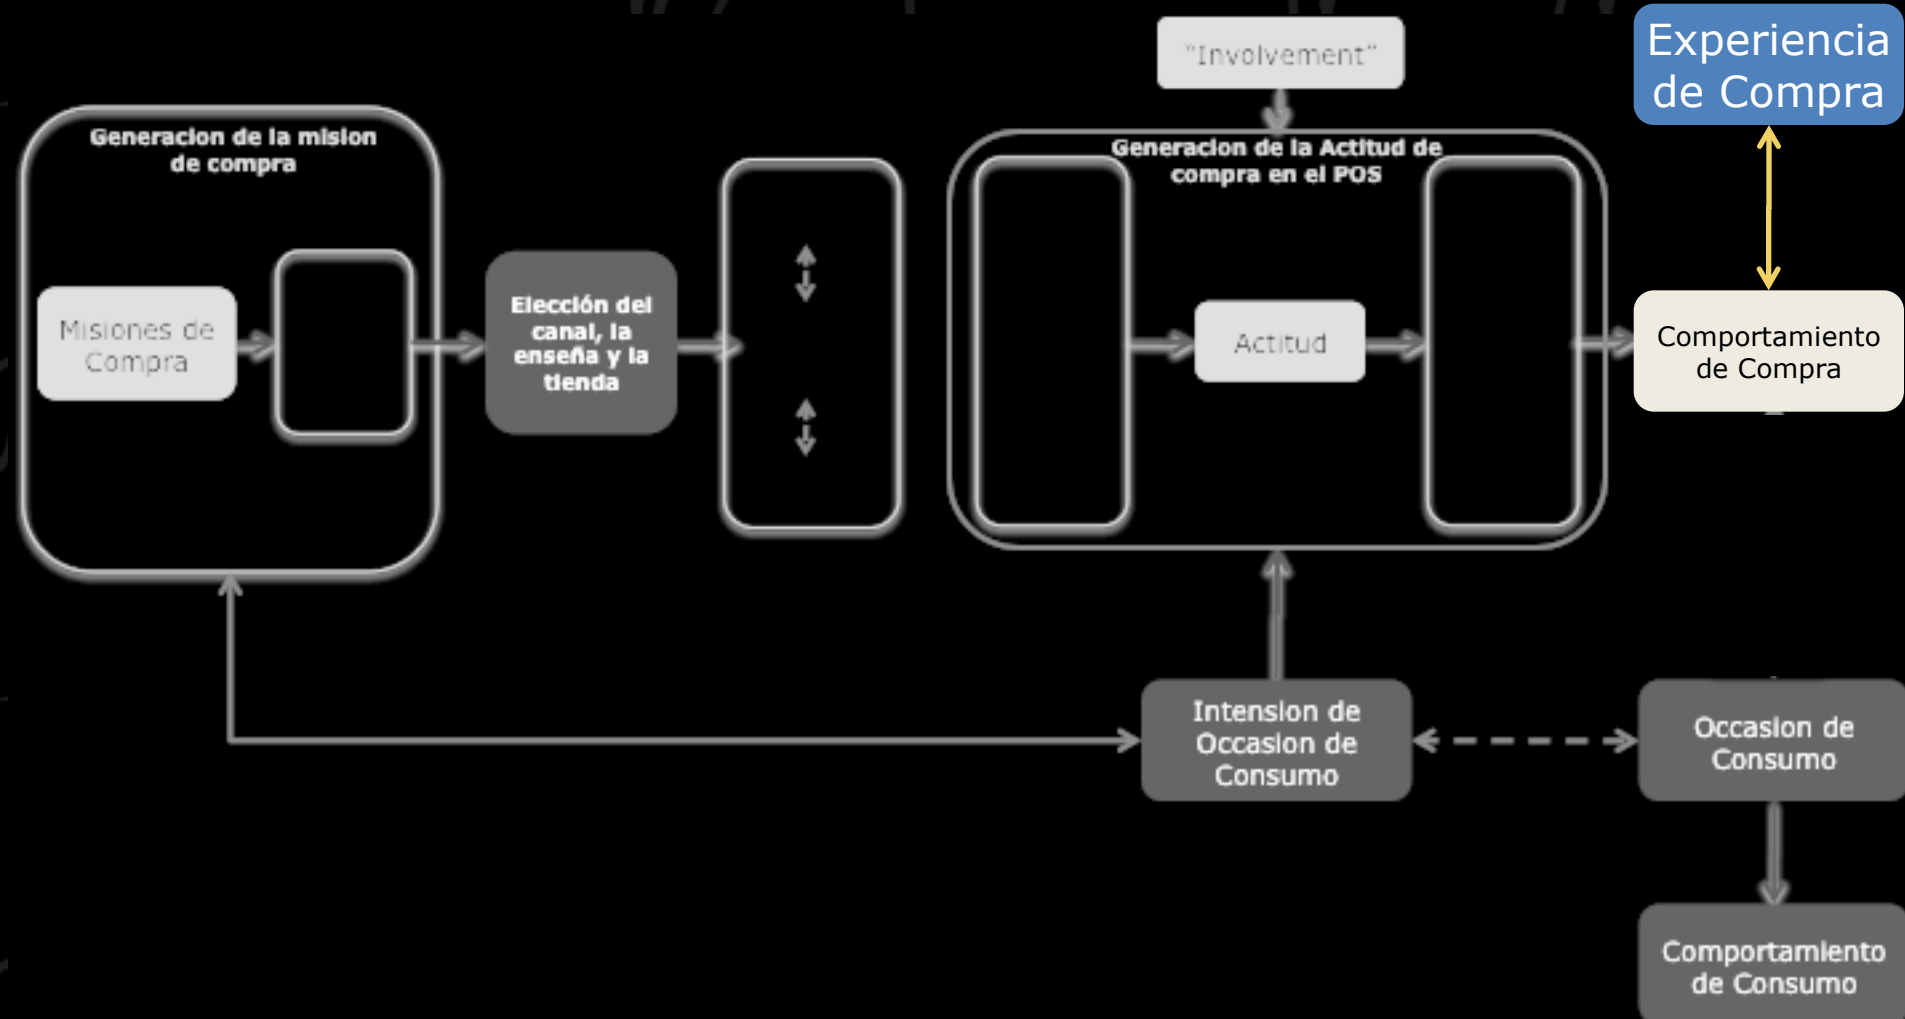 "Involvement"
Experiencia
de Compra
Generacion de la mision
de compra
Generacion de la Actitud de
compra en el POS
Misiones de
Compra
Elección del
canal, la
enseña y la
tienda
Actitud
Comportamiento
de Compra
Intension de
Occasion de
Consumo
Occasion de
Consumo
Comportamiento
de Consumo